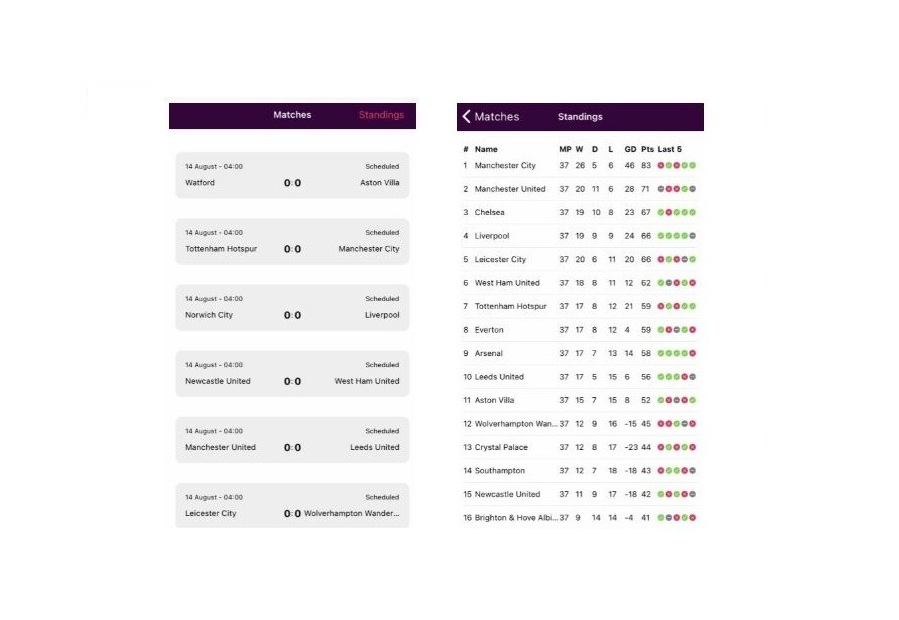 Matches Standings
14 August - 04:00 Scheduled
Watford 0:0 Aston Villa
14 August - 04:00 Scheduled
Tottenham Hotspur 0:0 Manchester City
14 August - 04:00 Scheduled
Norwich City 0:0 Liverpool
14 August - 04:00 Scheduled
Newcastle United 0:0 West Ham United
14 August - 04:00 Scheduled
Manchester United 0:0 Leeds United
14 August - 04:00 Scheduled
Leicester City 0:0 Wolverhampton Wander...
Matches Standings
# Name MP W D L GD Pts Last 5
1 Manchester City 37 26 5 6 46 83
2 Manchester United 37 20 11 6 28 71
3 Chelsea 37 19 10 8 23 67
4 Liverpool 37 19 9 9 24 66
5 Leicester City 37 20 6 11 20 66
6 West Ham United 37 18 8 11 12 62
7 Tottenham Hotspur 37 17 8 12 21 59
8 Everton 37 17 8 12 4 59
9 Arsenal 37 17 7 13 14 58
10 Leeds United 37 17 5 15 6 56
11 Aston Villa 37 15 7 15 8 52
12 Wolverhampton Wan... 37 12 9 16 -15 45
13 Crystal Palace 37 12 8 17 -23 44
14 Southampton 37 12 7 18 -18 43
15 Newcastle United 37 11 9 17 -18 42
16 Brighton & Hove Albi... 37 9 14 14 -4 41